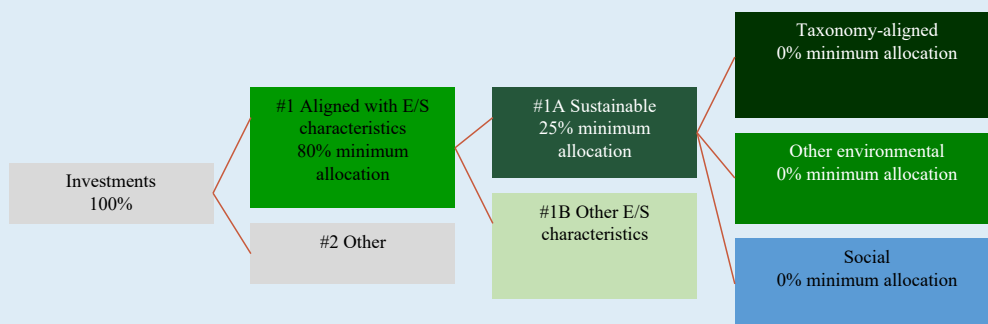 Investments
100%
#1 Aligned with E/S
characteristics
80% minimum
allocation
#2 Other
#1A Sustainable
25% minimum
allocation
#1B Other E/S
characteristics
Taxonomy-aligned
0% minimum allocation
Other environmental
0% minimum allocation
Social
0% minimum allocation